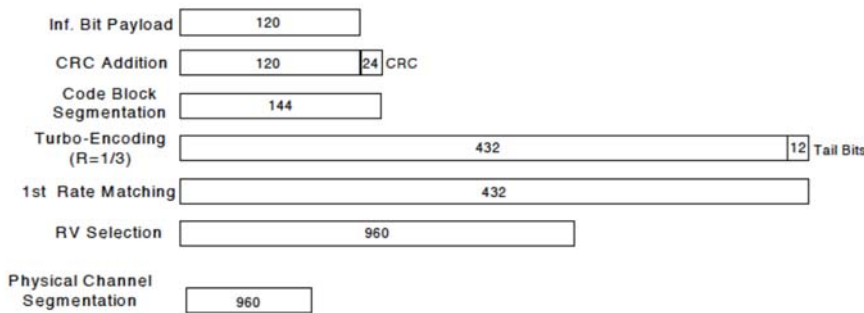 Inf. Bit Payload 120
CRC Addition 120 24 CRC
Code Block
Segmentation 144
Turbo-Encoding
(R=1/3) 432 12 Tail Bits
1st Rate Matching 432
RV Selection 960
Physical Channel
Segmentation 960